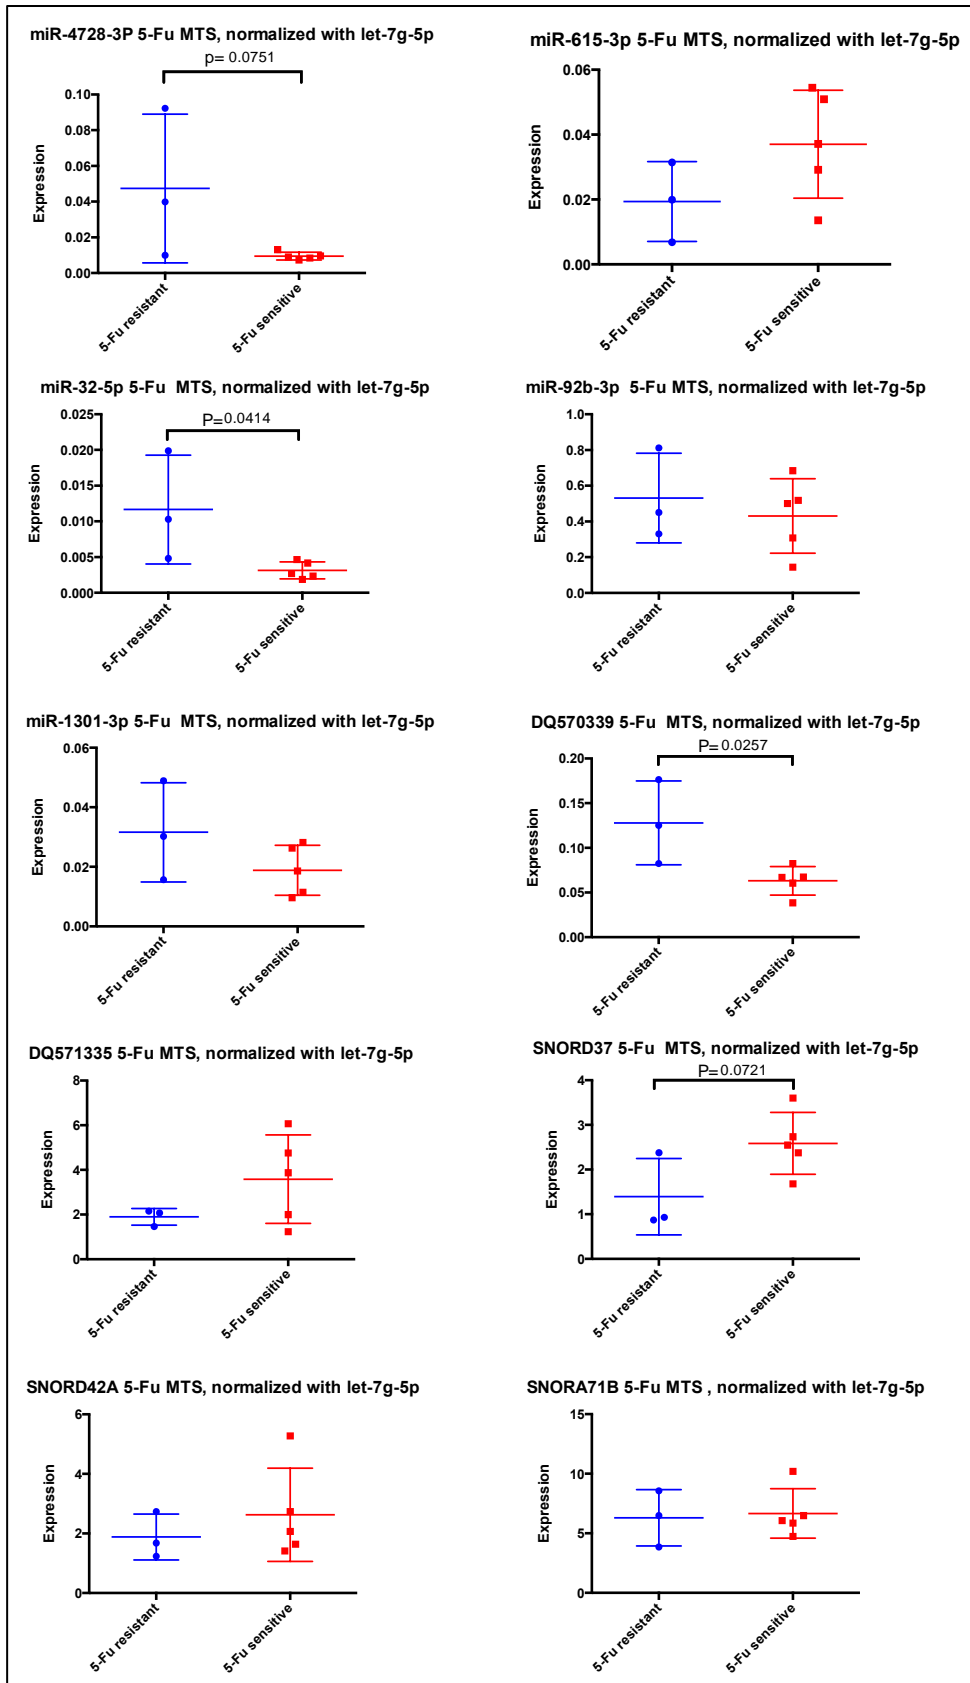 miR-4728-3P 5-Fu MTS, normalized with let-7g-5p
p= 0.0751
0.10
0.08
0.06
0.04
0.02
0.00
Expression
5-Fu resistant
5-Fu sensitive
miR-615-3p 5-Fu MTS, normalized with let-7g-5p
0.06
0.04
0.02
0.00
Expression
5-Fu resistant
5-Fu sensitive
miR-32-5p 5-Fu  MTS, normalized with let-7g-5p
P= 0.0414
0.025
0.020
0.015
0.010
0.005
0.000
Expression
5-Fu resistant
5-Fu sensitive
miR-92b-3p  5-Fu MTS, normalized with let-7g-5p
1.0
0.8
0.6
0.4
0.2
0.0
Expression
5-Fu resistant
5-Fu sensitive
miR-1301-3p 5-Fu  MTS, normalized with let-7g-5p
0.06
0.04
0.02
0.00
Expression
5-Fu resistant
5-Fu sensitive
DQ570339 5-Fu  MTS, normalized with let-7g-5p
P= 0.0257
0.20
0.15
0.10
0.05
0.00
Expression
5-Fu resistant
5-Fu sensitive
DQ571335 5-Fu MTS, normalized with let-7g-5p
8
6
4
2
0
Expression
5-Fu resistant
5-Fu sensitive
SNORD37 5-Fu  MTS, normalized with let-7g-5p
P= 0.0721
4
3
2
1
0
Expression
5-Fu resistant
5-Fu sensitive
SNORD42A 5-Fu MTS, normalized with let-7g-5p
6
4
2
0
Expression
5-Fu resistant
5-Fu sensitive
SNORA71B 5-Fu MTS , normalized with let-7g-5p
15
10
5
0
Expression
5-Fu resistant
5-Fu sensitive